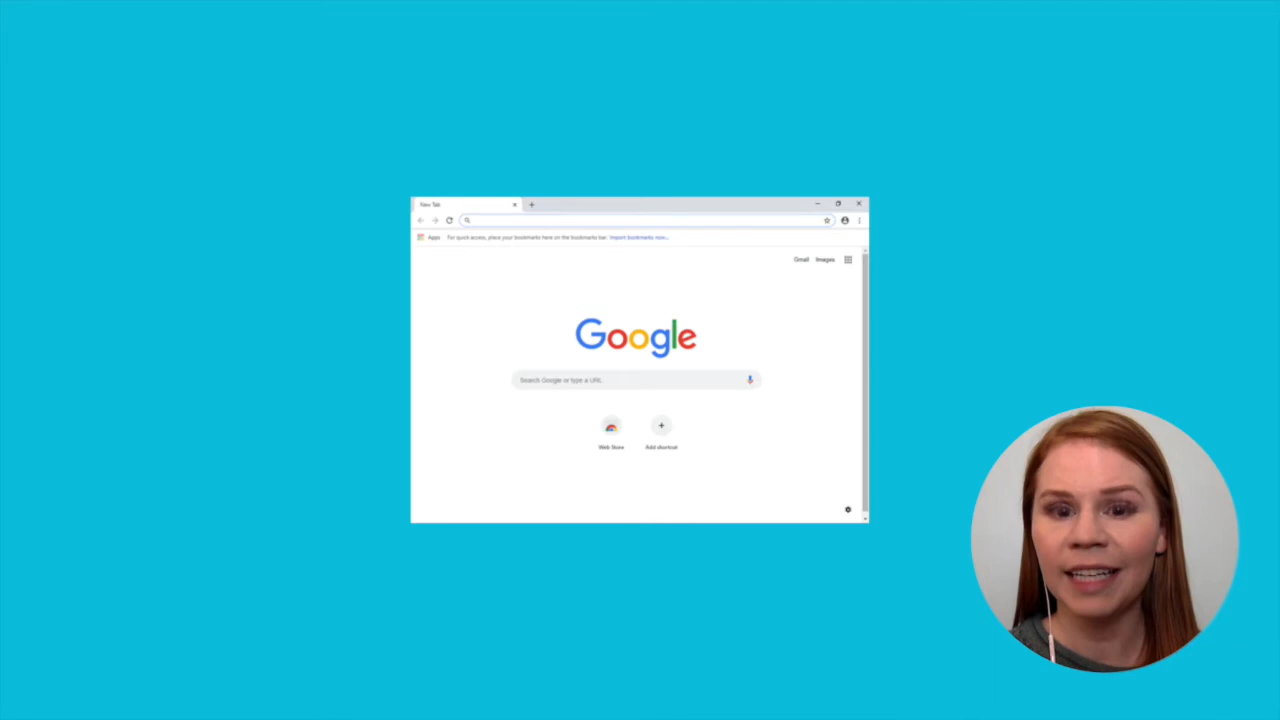 New Tab
Apps For quick access, place your bookmarks here on the bookmarks bar. Import bookmarks now...
Gmail Images
Google
Search Google or type a URL
Web Store Add shortcut